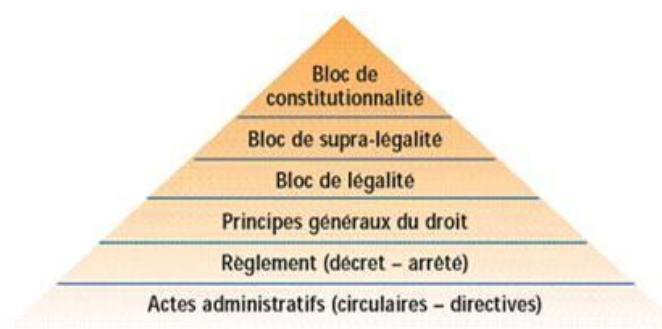 Bloc de
constitutionnalité
Bloc de supra-légalité
Bloc de légalité
Principes généraux du droit
Règlement (décret – arrêté)
Actes administratifs (circulaires – directives)